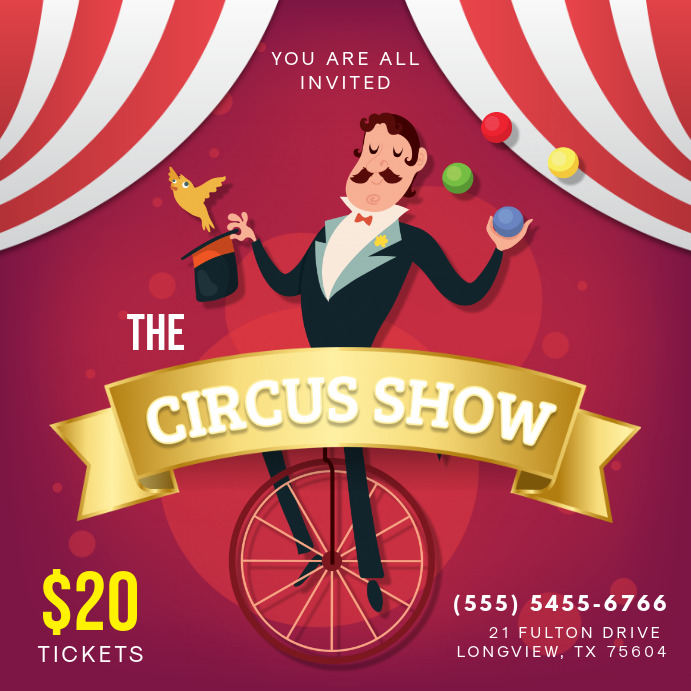 YOU ARE ALL
INVITED
THE
CIRCUS SHOW
$20
TICKETS
(555) 5455-6766
21 FULTON DRIVE
LONGVIEW, TX 75604